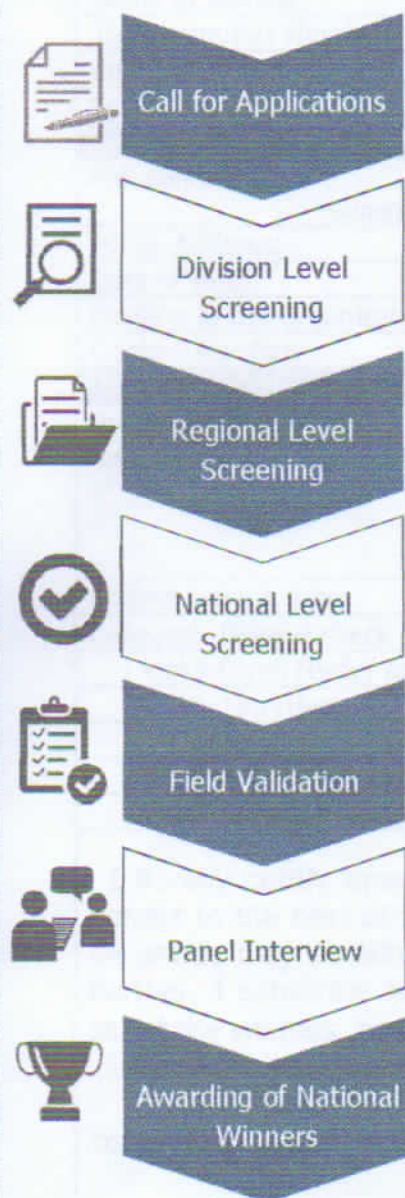 Call for Applications
Division Level
Screening
Regional Level
Screening
National Level
Screening
Field Validation
Panel Interview
Awarding of National
Winners